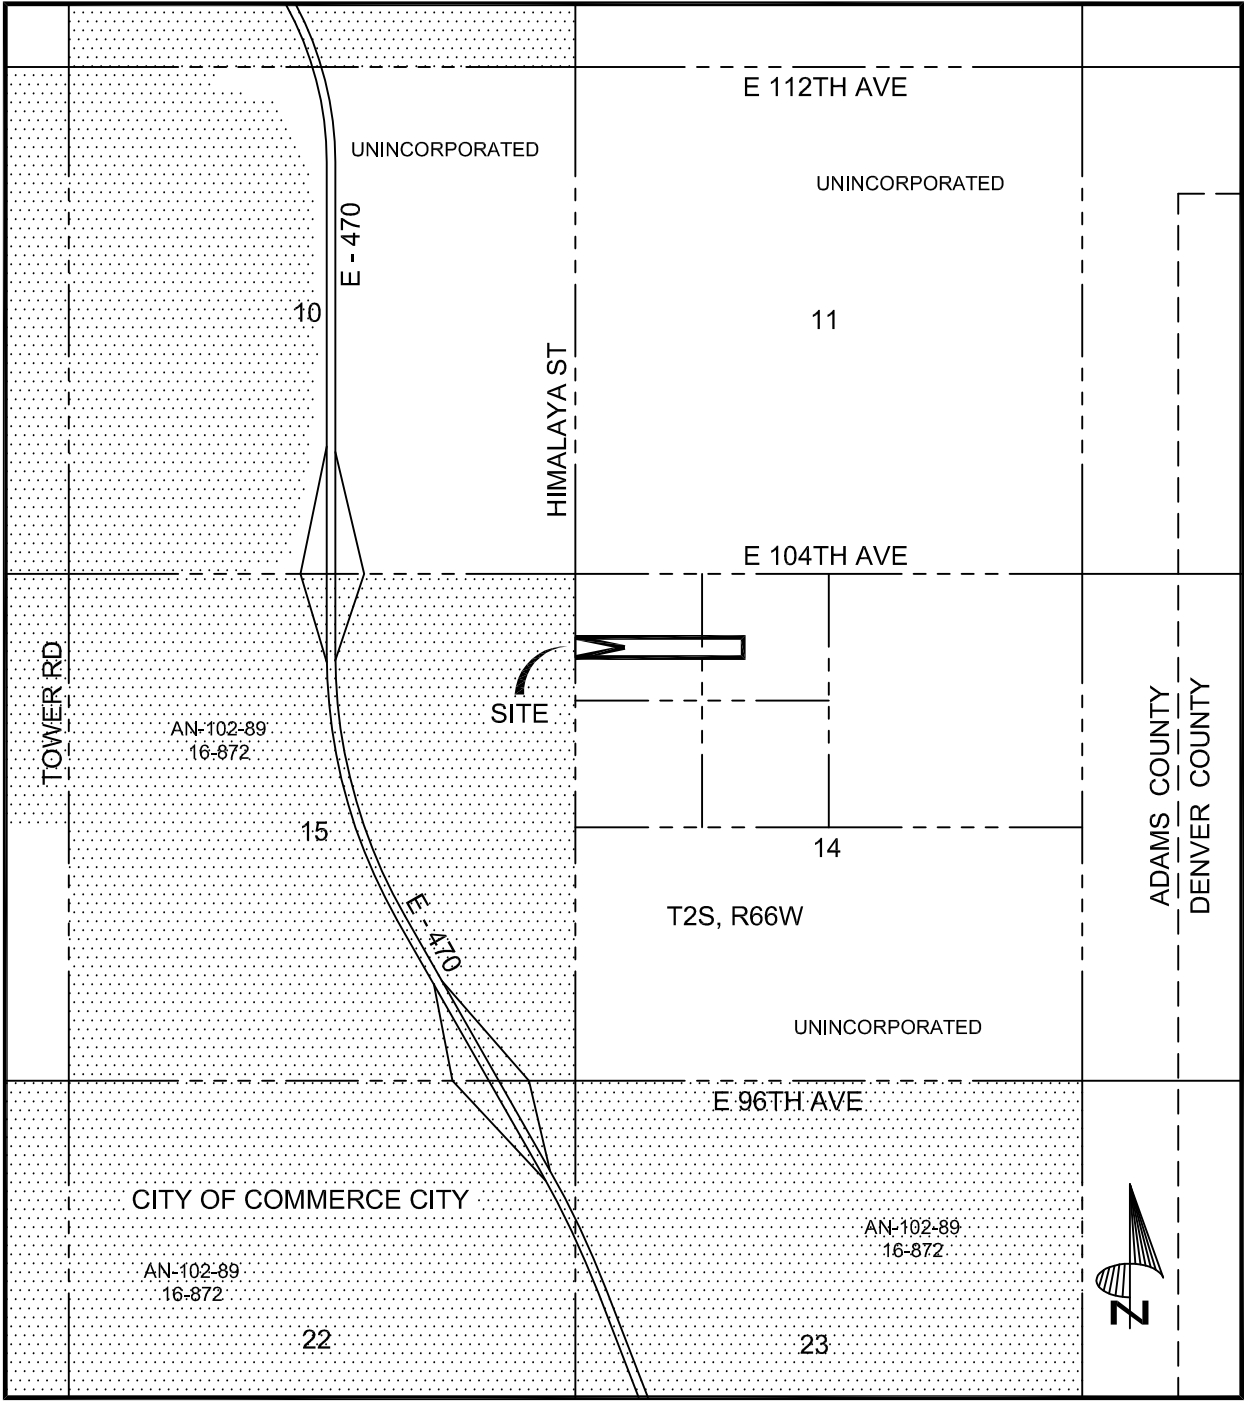 E 112TH AVE
UNINCORPORATED
UNINCORPORATED
E - 470
10
11
HIMALAYA ST
E 104TH AVE
TOWER RD
SITE
AN-102-89
16-872
ADAMS COUNTY
DENVER COUNTY
15
14
E - 470
T2S, R66W
UNINCORPORATED
E 96TH AVE
CITY OF COMMERCE CITY
AN-102-89
16-872
AN-102-89
16-872
N
22
23